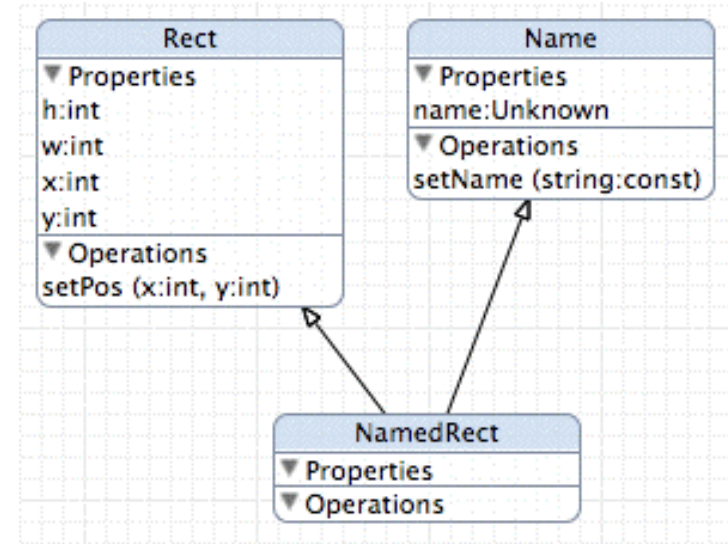 Rect
Properties
h:int
w:int
x:int
y:int
Operations
setPos (x:int, y:int)
Name
Properties
name:Unknown
Operations
setName (string:const)
NamedRect
Properties
Operations